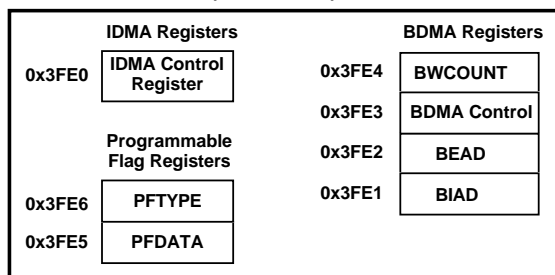 IDMA Registers
0x3FE0 IDMA Control
Register
Programmable
Flag Registers
0x3FE6 PFTYPE
0x3FE5 PFDATA
BDMA Registers
0x3FE4 BWCOUNT
0x3FE3 BDMA Control
0x3FE2 BEAD
0x3FE1 BIAD